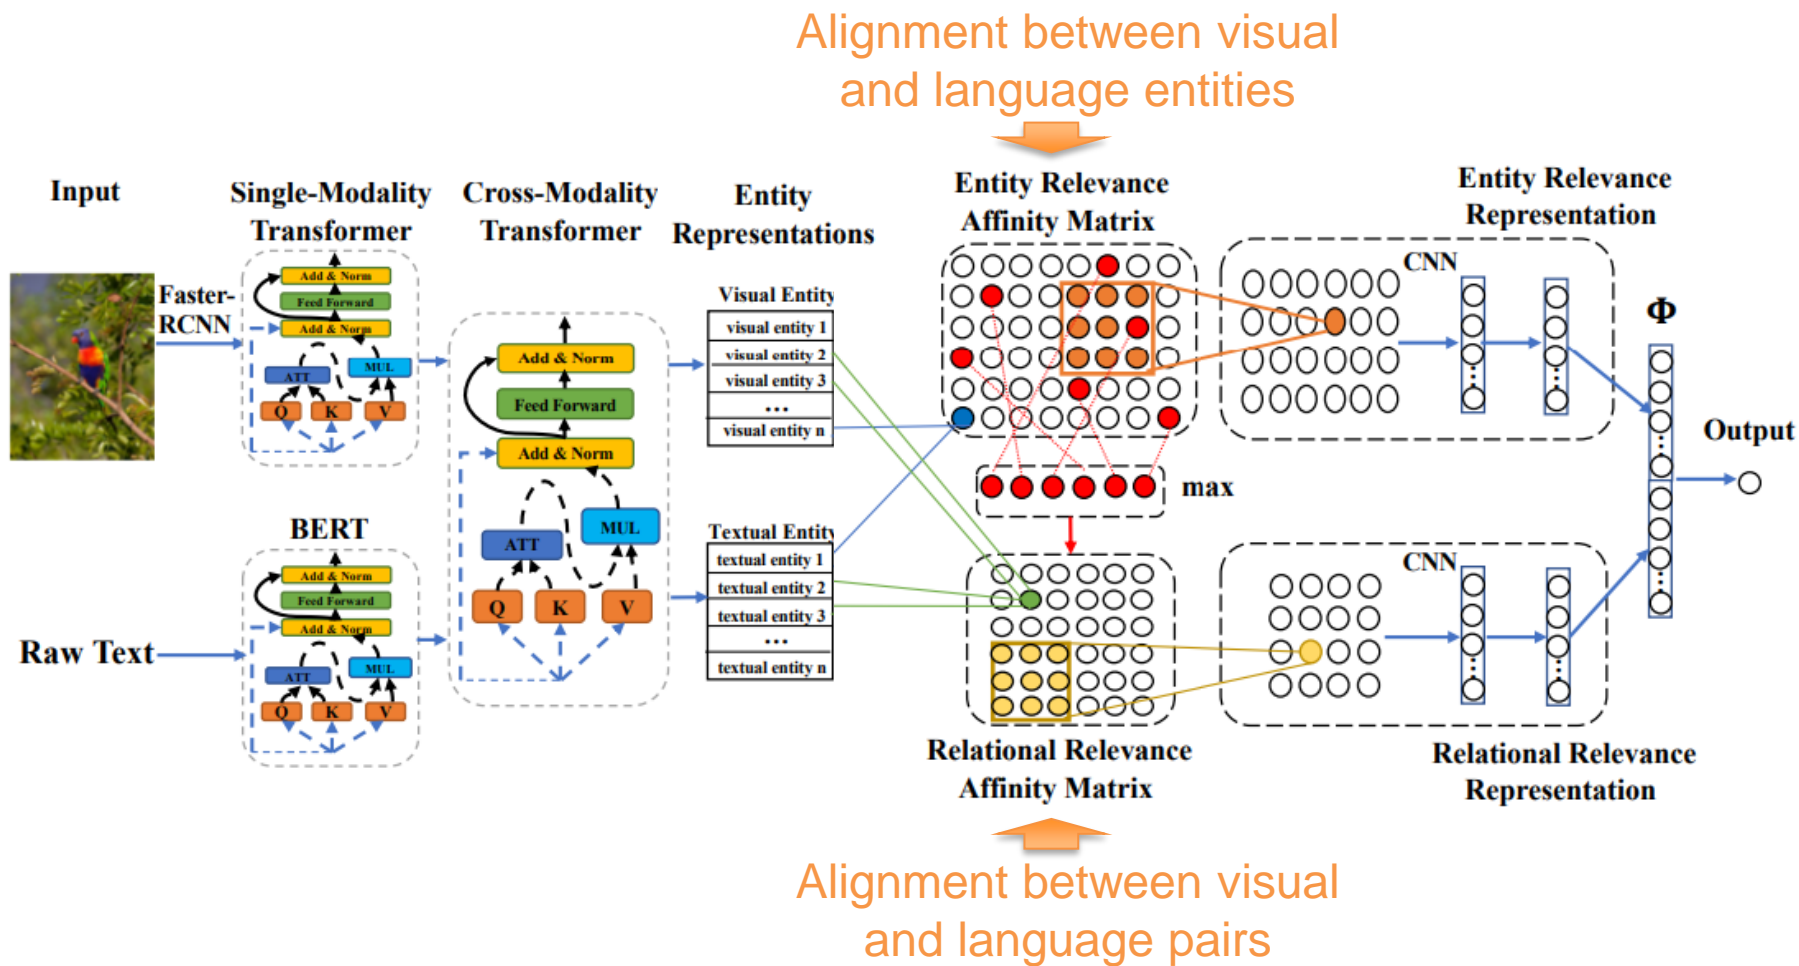 Alignment between visual
and language entities
Input
Single-Modality
Transformer
Cross-Modality
Transformer
Entity
Representations
Entity Relevance
Affinity Matrix
Entity Relevance
Representation
Faster-
RCNN
Add & Norm
Feed Forward
Add & Norm
ATT
MUL
Q
K
V
BERT
Raw Text
Add & Norm
Feed Forward
Add & Norm
ATT
MUL
Q
K
V
Add & Norm
Feed Forward
Add & Norm
ATT
MUL
Q
K
V
Visual Entity
visual entity 1
visual entity 2
visual entity 3
...
visual entity n
Textual Entity
textual entity 1
textual entity 2
textual entity 3
...
textual entity n
max
CNN
CNN
Φ
Output
Relational Relevance
Affinity Matrix
Relational Relevance
Representation
Alignment between visual
and language pairs